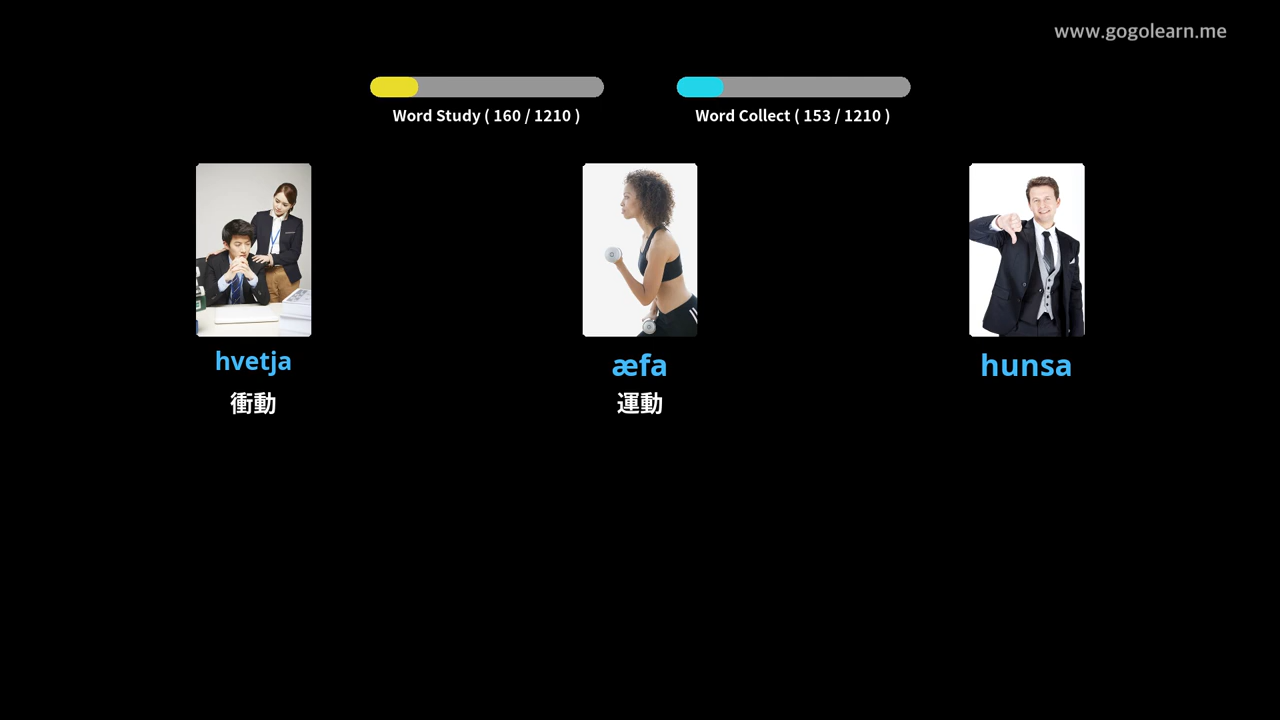 www.gogolearn.me
Word Study ( 160 / 1210 )
Word Collect ( 153 / 1210 )
hvetja
衝動
æfa
運動
hunsa